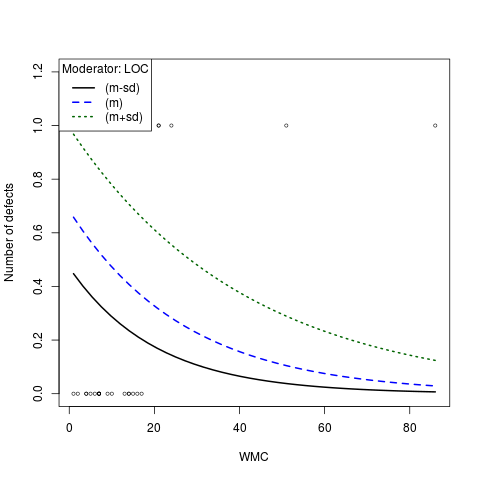 Moderator: LOC
(m-sd)
(m)
(m+sd)
Number of defects
1.2
1.0
0.8
0.6
0.4
0.2
0.0
0 20 40 60 80
WMC